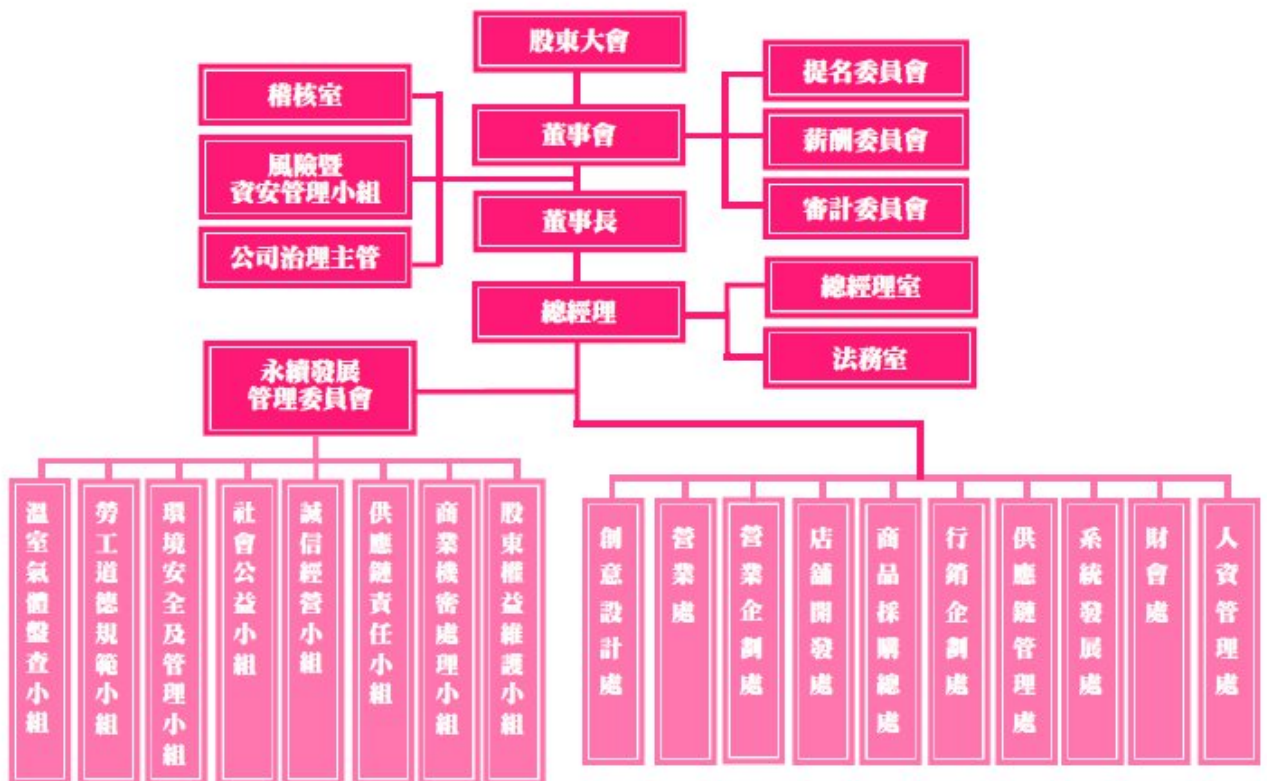 股東大會
稽核室
提名委員會
董事會
風險暨
資安管理小組
薪酬委員會
董事長
審計委員會
公司治理主管
總經理
總經理室
法務室
永續發展
管理委員會
溫室氣體盤查小組
勞工道德規範小組
環境安全及管理小組
社會公益小組
誠信經營小組
供應鏈責任小組
商業機密處理小組
股東權益維護小組
創意設計處
營業處
營業企劃處
店舖開發處
商品採購總處
行銷企劃處
供應鏈管理處
系統發展處
財會處
人資管理處